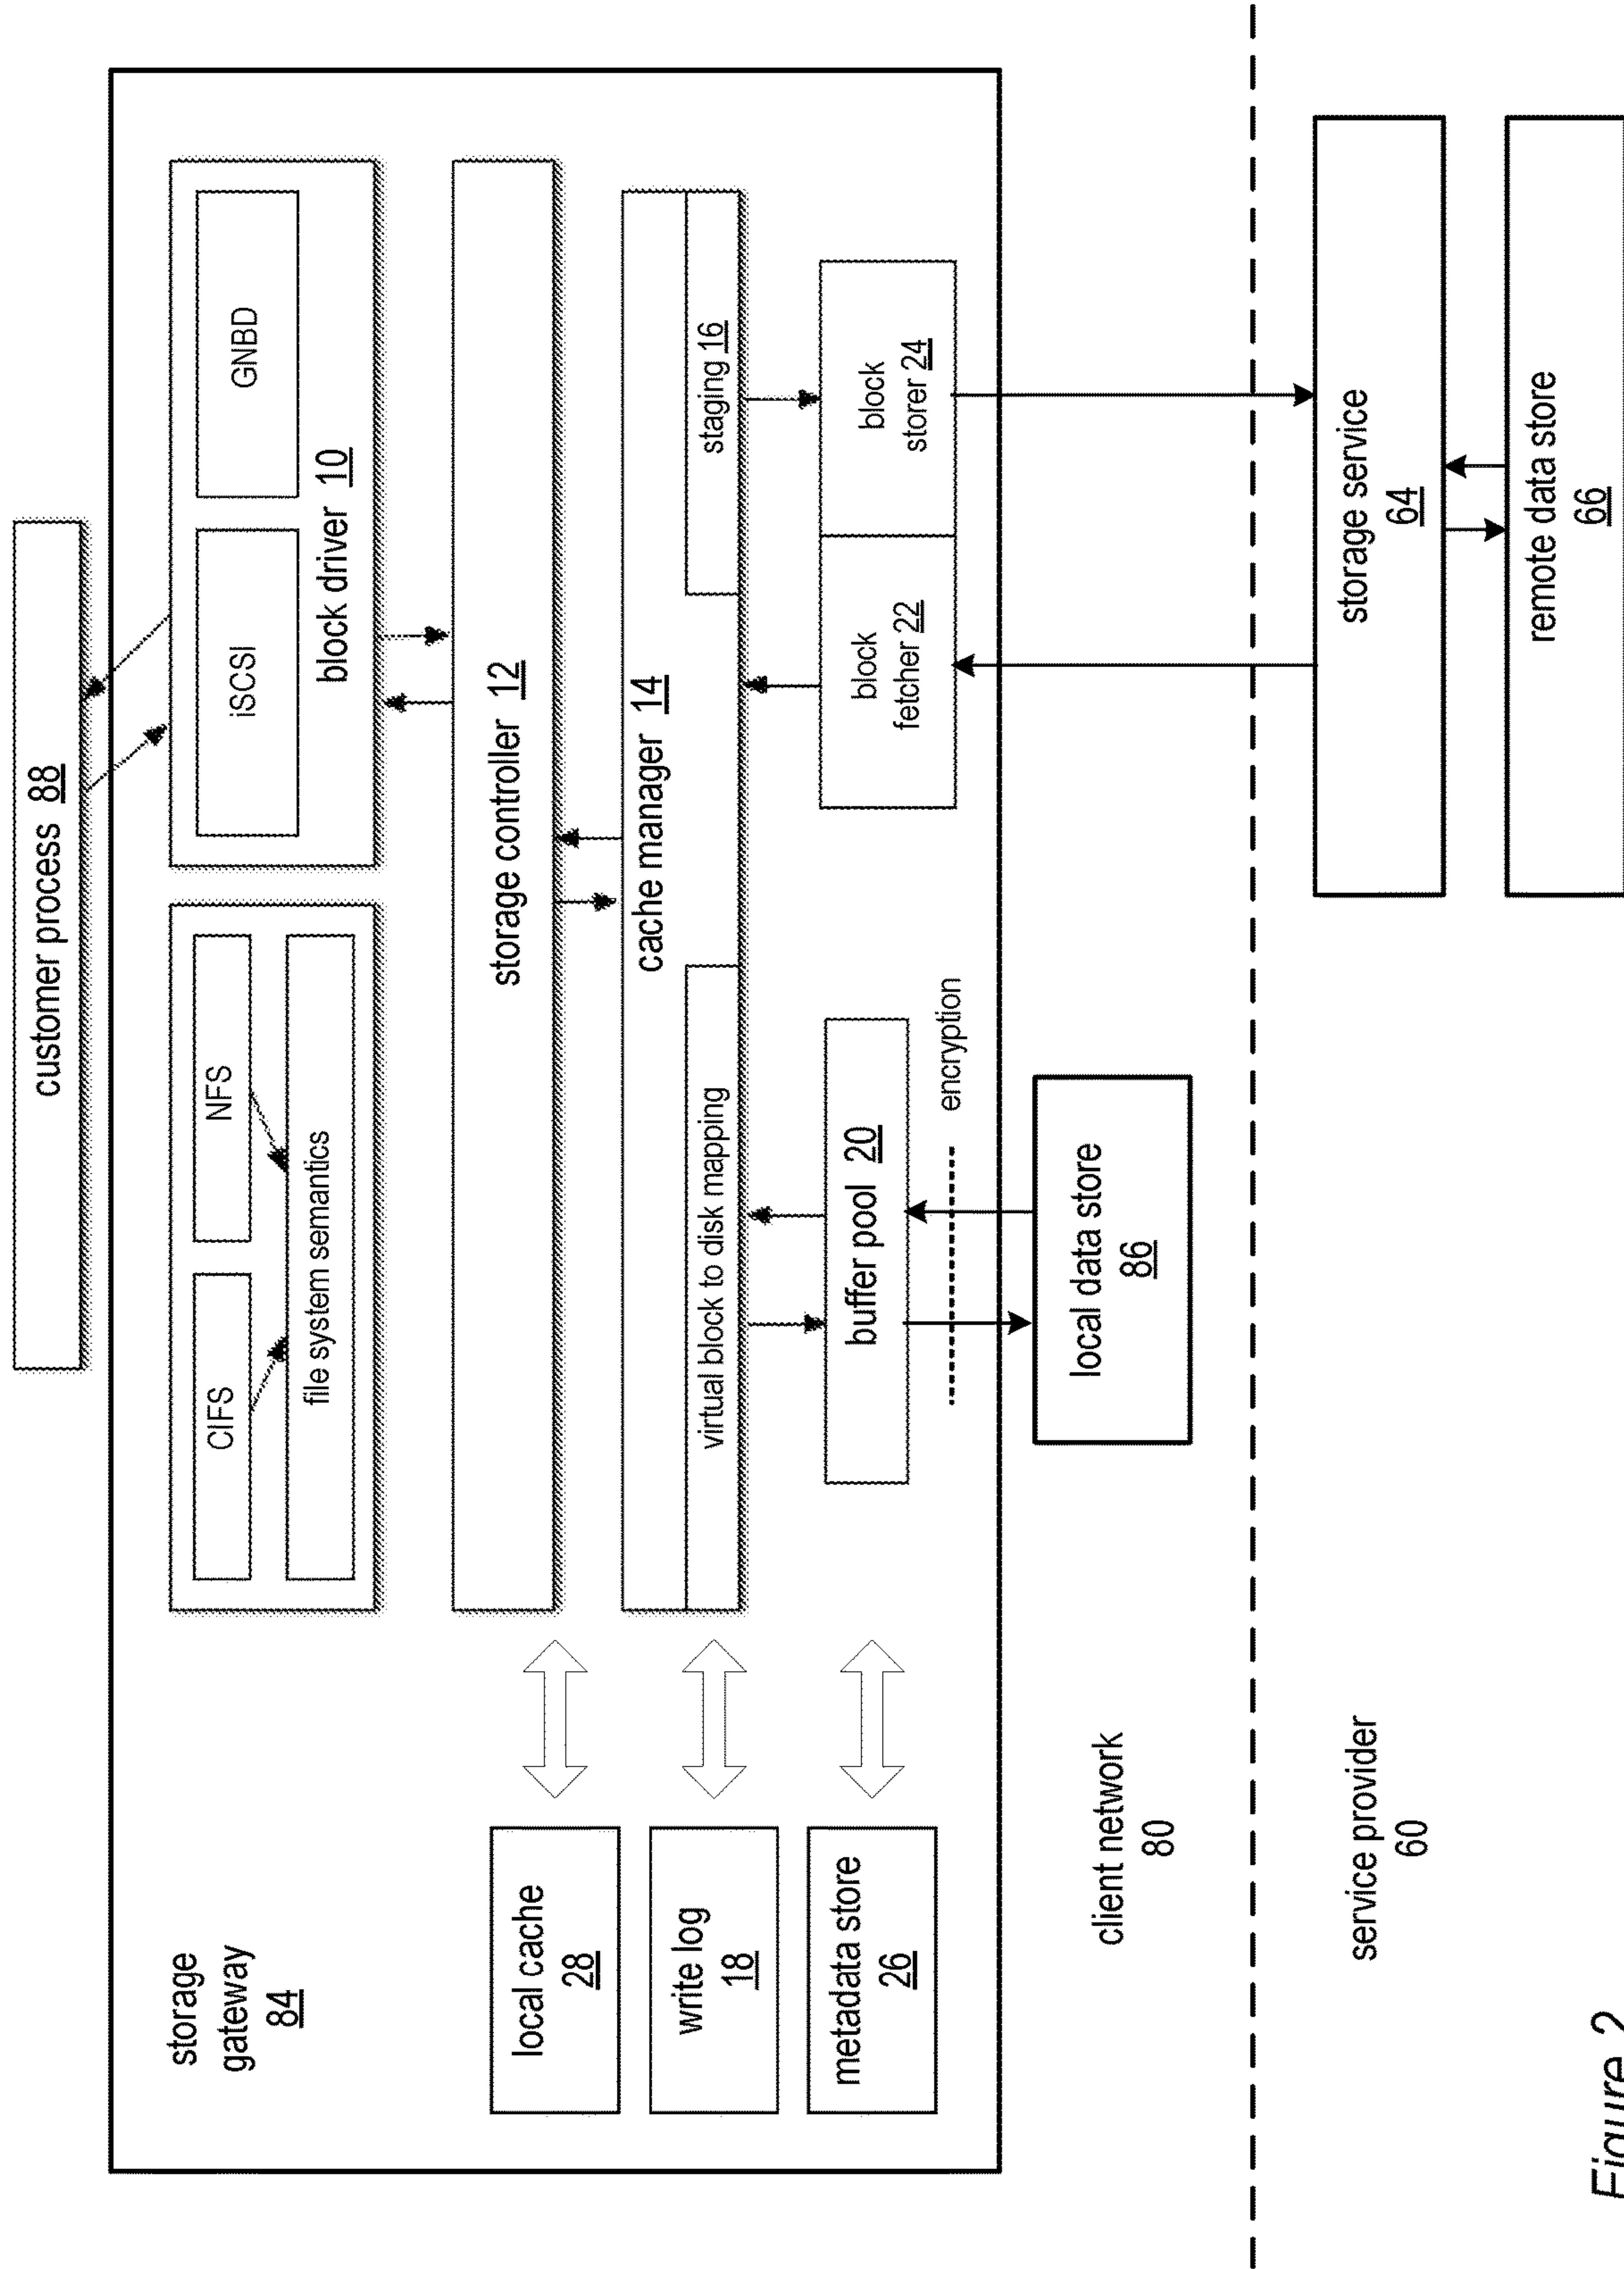 customer process 88
storage
gateway
84
CIFS
NFS
file system semantics
iSCSI
GNBD
block driver 10
storage controller 12
cache manager 14
virtual block to disk mapping
staging 16
local cache
28
write log
18
metadata store
26
buffer pool 20
block
fetcher 22
block
storer 24
encryption
local data store
86
client network
80
service provider
60
storage service
64
remote data store
66
Figure 2